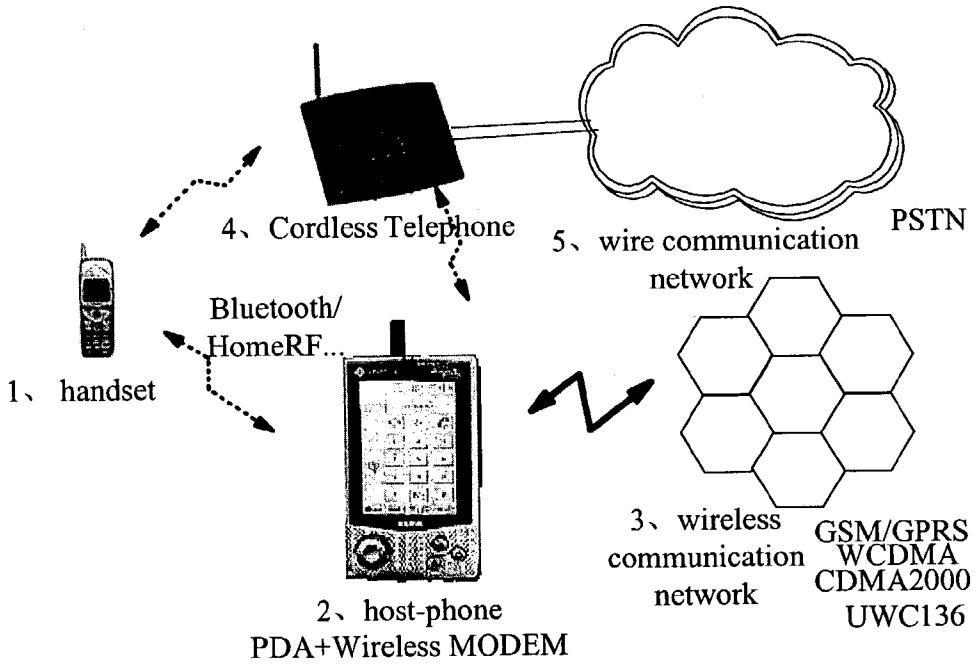 4、Cordless Telephone
PSTN
5、wire communication
network
Bluetooth/
HomeRF...
1、 handset
3、wireless
communication
network
GSM/GPRS
WCDMA
CDMA2000
UWC136
2、host-phone
PDA+Wireless MODEM